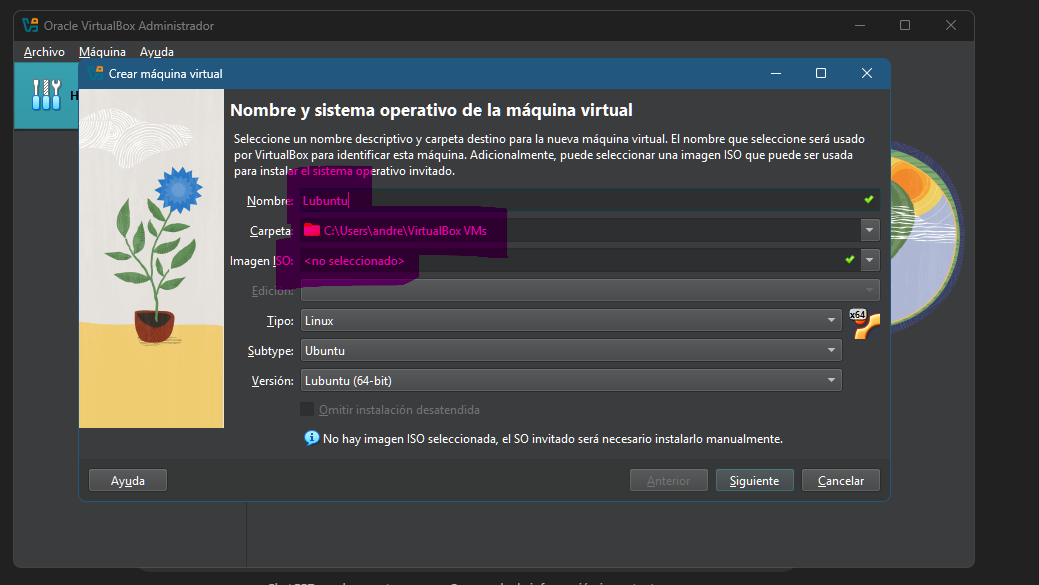 Oracle VirtualBox Administrador
Archivo Máquina Ayuda
Crear máquina virtual
H
Nombre y sistema operativo de la máquina virtual
Seleccione un nombre descriptivo y carpeta destino para la nueva máquina virtual. El nombre que seleccione será usado
por VirtualBox para identificar esta máquina. Adicionalmente, puede seleccionar una imagen ISO que puede ser usada
para instalar el sistema operativo invitado.
Nombre: Lubuntu
Carpeta: C:\Users\andre\VirtualBox VMs
Imagen ISO: <no seleccionado>
Edición:
Tipo: Linux
x64
Subtype: Ubuntu
Versión: Lubuntu (64-bit)
Omitir instalación desatendida
No hay imagen ISO seleccionada, el SO invitado será necesario instalarlo manualmente.
Ayuda Anterior Siguiente Cancelar